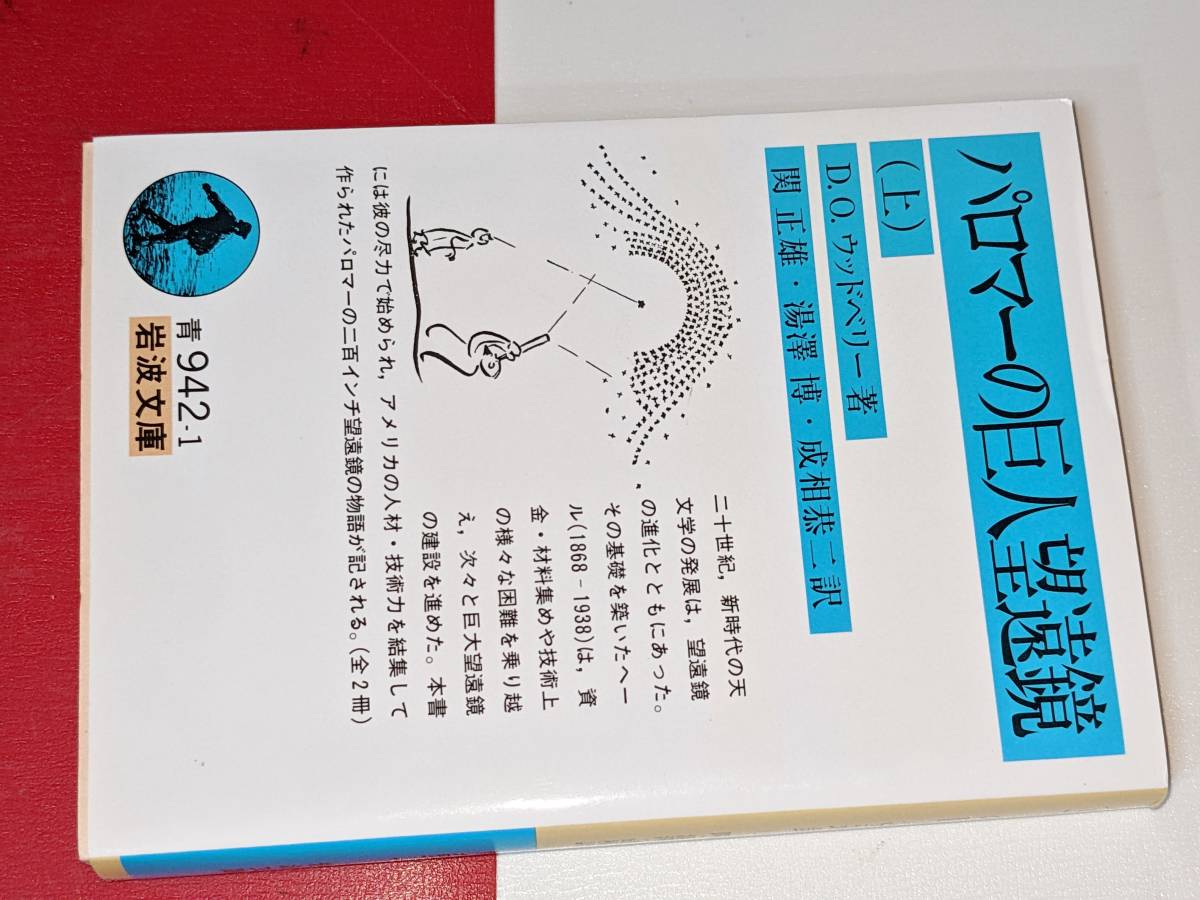 パロマーの巨人望遠鏡
(上)
D.O.ウッドベリー著
関 正雄・湯澤 博・成相恭二訳
二十世紀，新時代の天
文学の発展は，望遠鏡
の進化とともにあった。
その基礎を築いたヘー
ル(1868-1938)は，資
金・材料集めや技術上
の様々な困難を乗り越
え，次々と巨大望遠鏡
の建設を進めた。本書
には彼の尽力で始められ，アメリカの人材・技術力を結集して
作られたパロマーの二百インチ望遠鏡の物語が記される。(全2冊)
青942-1
岩波文庫